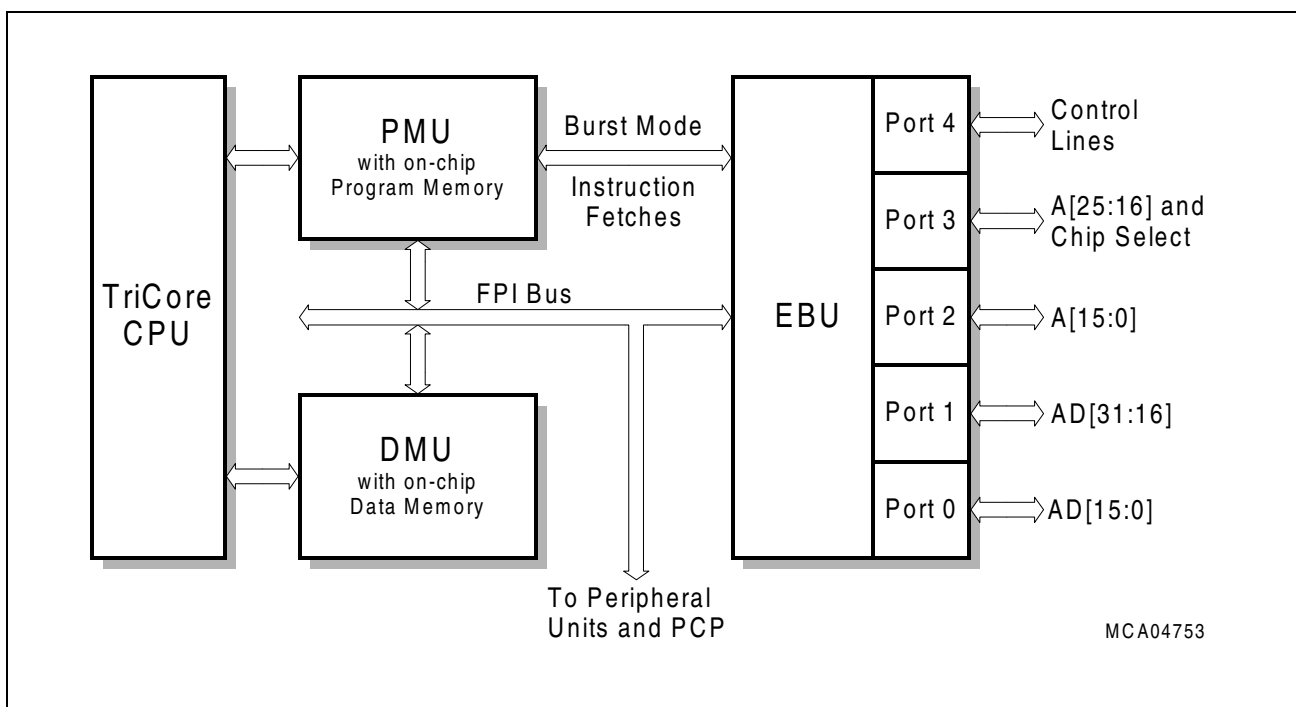 TriCore
CPU
PMU
with on-chip
Program Memory
Burst Mode
Instruction
Fetches
FPI Bus
DMU
with on-chip
Data Memory
To Peripheral
Units and PCP
EBU
Port 4
Control
Lines
Port 3
A[25:16] and
Chip Select
Port 2
A[15:0]
Port 1
AD[31:16]
Port 0
AD[15:0]
MCA04753